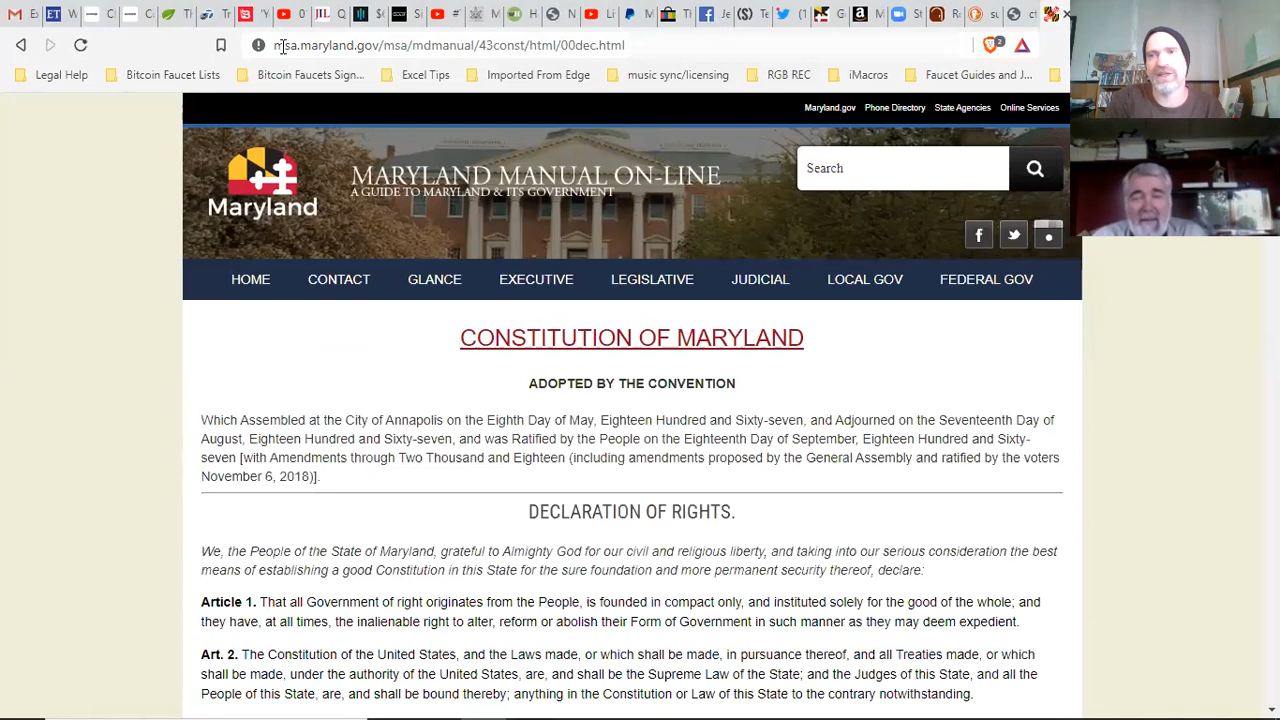 msa.maryland.gov/msa/mdmanual/43const/html/00dec.html
2
Legal Help
Bitcoin Faucet Lists
Bitcoin Faucets Sign...
Excel Tips
Imported From Edge
music sync/licensing
RGB REC
iMacros
Faucet Guides and J...
Maryland.gov Phone Directory State Agencies Online Services
Maryland
MARYLAND MANUAL ON-LINE
A GUIDE TO MARYLAND & ITS GOVERNMENT
Search
HOME CONTACT GLANCE EXECUTIVE LEGISLATIVE JUDICIAL LOCAL GOV FEDERAL GOV
CONSTITUTION OF MARYLAND
ADOPTED BY THE CONVENTION
Which Assembled at the City of Annapolis on the Eighth Day of May, Eighteen Hundred and Sixty-seven, and Adjourned on the Seventeenth Day of
August, Eighteen Hundred and Sixty-seven, and was Ratified by the People on the Eighteenth Day of September, Eighteen Hundred and Sixty-
seven [with Amendments through Two Thousand and Eighteen (including amendments proposed by the General Assembly and ratified by the voters
November 6, 2018)].
DECLARATION OF RIGHTS.
We, the People of the State of Maryland, grateful to Almighty God for our civil and religious liberty, and taking into our serious consideration the best
means of establishing a good Constitution in this State for the sure foundation and more permanent security thereof, declare:
Article 1. That all Government of right originates from the People, is founded in compact only, and instituted solely for the good of the whole; and
they have, at all times, the inalienable right to alter, reform or abolish their Form of Government in such manner as they may deem expedient.
Art. 2. The Constitution of the United States, and the Laws made, or which shall be made, in pursuance thereof, and all Treaties made, or which
shall be made, under the authority of the United States, are, and shall be the Supreme Law of the State; and the Judges of this State, and all the
People of this State, are, and shall be bound thereby; anything in the Constitution or Law of this State to the contrary notwithstanding.